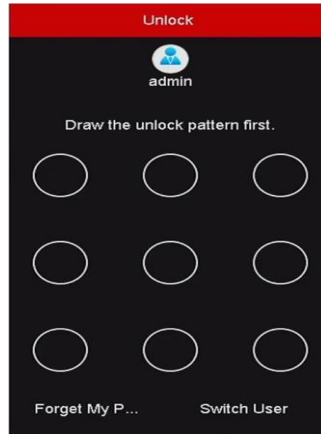 Unlock
admin
Draw the unlock pattern first.
Forget My P... Switch User